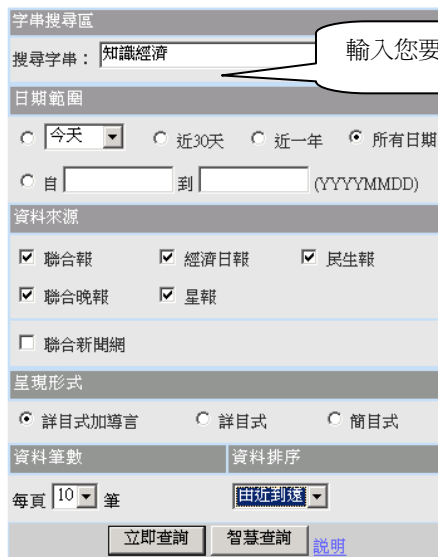 字串搜尋區
搜尋字串： 知識經濟
輸入您要
日期範圍
今天 近30天 近一年 所有日期
自 到 (YYYYMMDD)
資料來源
聯合報 經濟日報 民生報
聯合晚報 星報
聯合新聞網
呈現形式
詳目式加導言 詳目式 簡目式
資料筆數 資料排序
每頁 10 筆 由近到遠
立即查詢 智慧查詢 說明